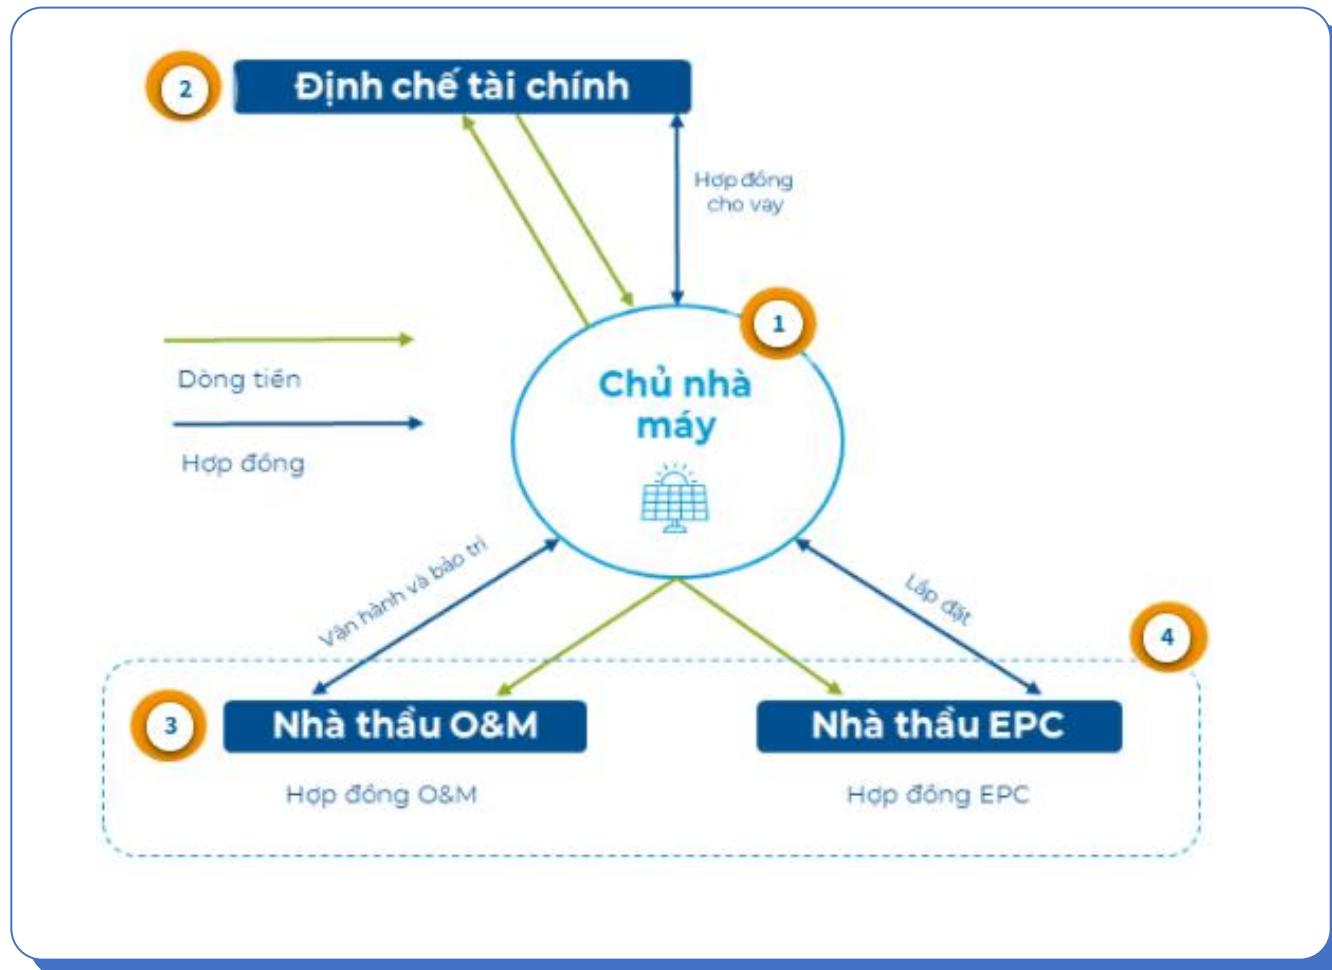 2
Định chế tài chính
Hợp đồng
cho vay
1
Chủ nhà
máy
Dòng tiền
Hợp đồng
Vận hành và bảo trì
Lắp đặt
4
3
Nhà thầu O&M
Nhà thầu EPC
Hợp đồng O&M
Hợp đồng EPC